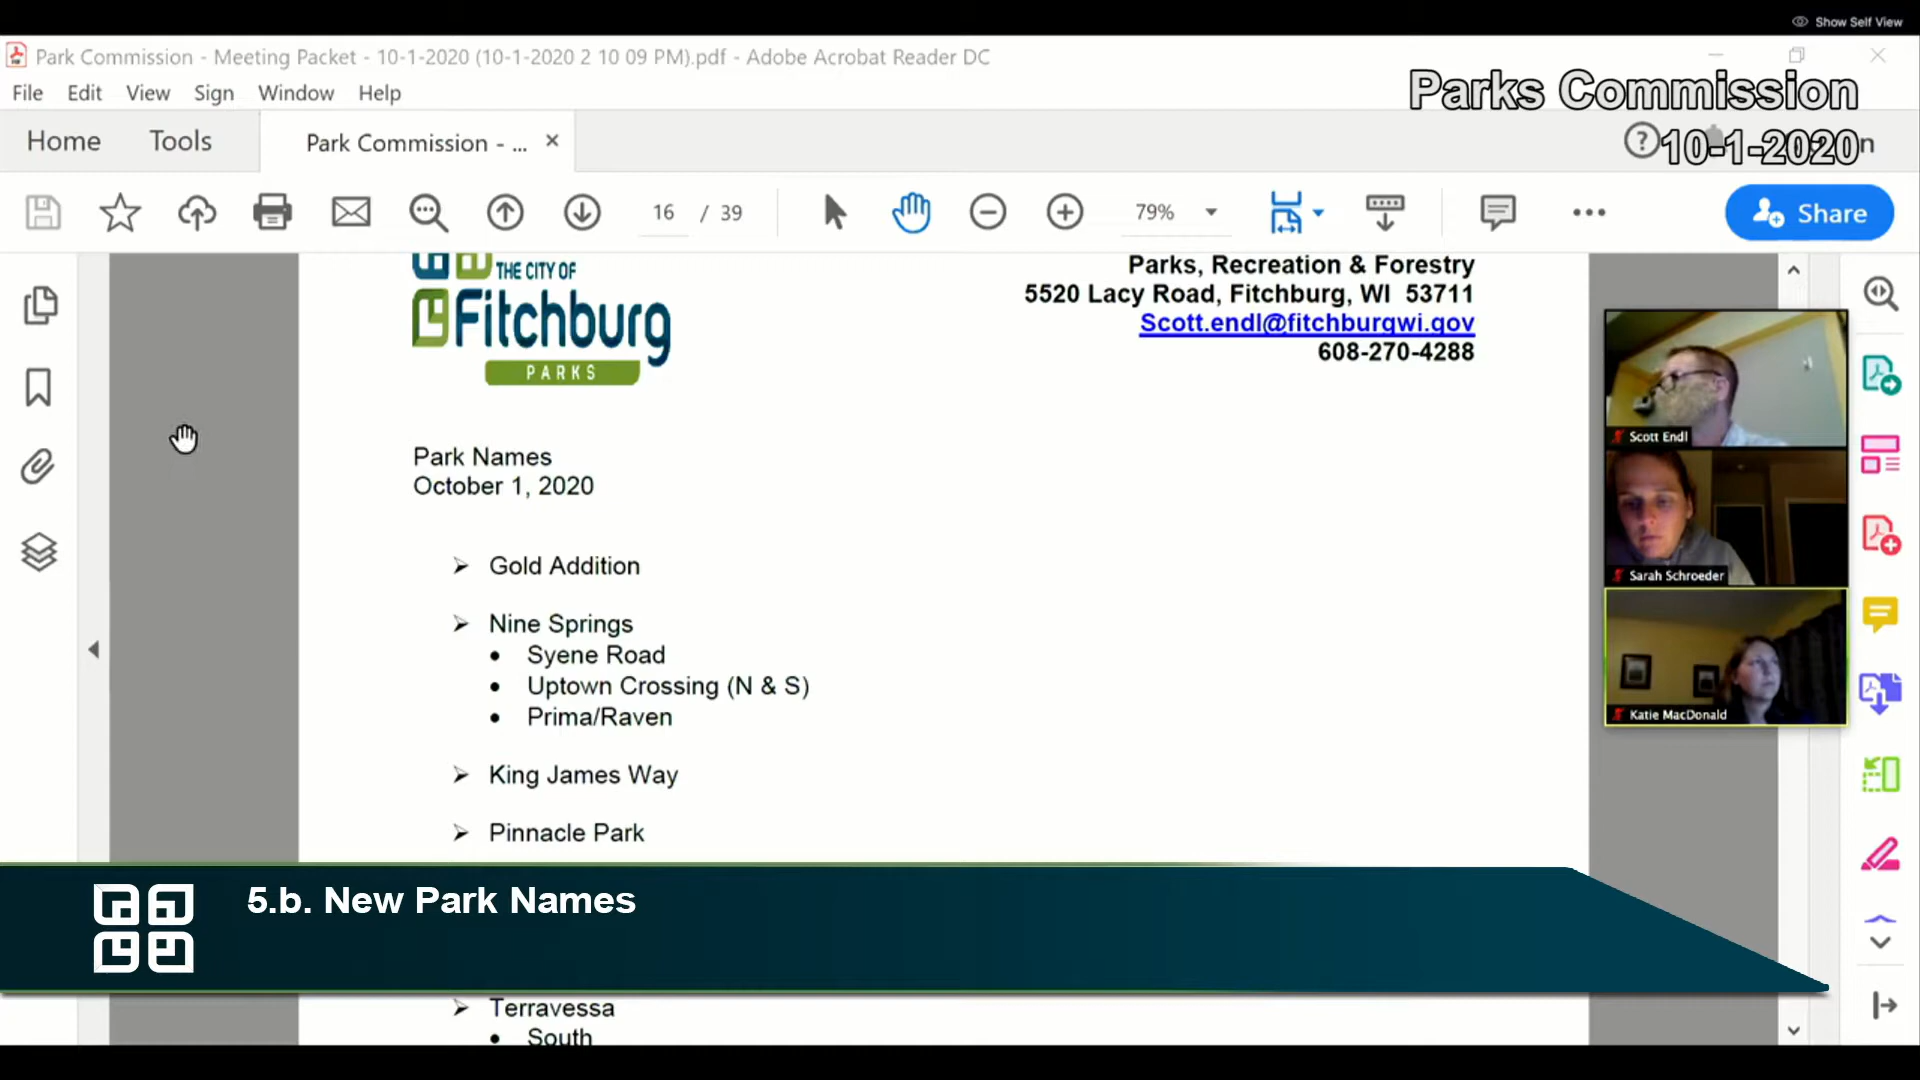 Show Self View
Park Commission - Meeting Packet - 10-1-2020 (10-1-2020 2 10 09 PM).pdf - Adobe Acrobat Reader DC
File Edit View Sign Window Help
Parks Commission
10-1-2020
Home Tools Park Commission - ...
16 / 39 79% Share
THE CITY OF
Fitchburg
PARKS
Parks, Recreation & Forestry
5520 Lacy Road, Fitchburg, WI 53711
Scott.endl@fitchburgwi.gov
608-270-4288
Park Names
October 1, 2020
➢ Gold Addition
➢ Nine Springs
• Syene Road
• Uptown Crossing (N & S)
• Prima/Raven
➢ King James Way
➢ Pinnacle Park
Scott Endl
Sarah Schroeder
Katie MacDonald
5.b. New Park Names
➢ Terravessa
• South